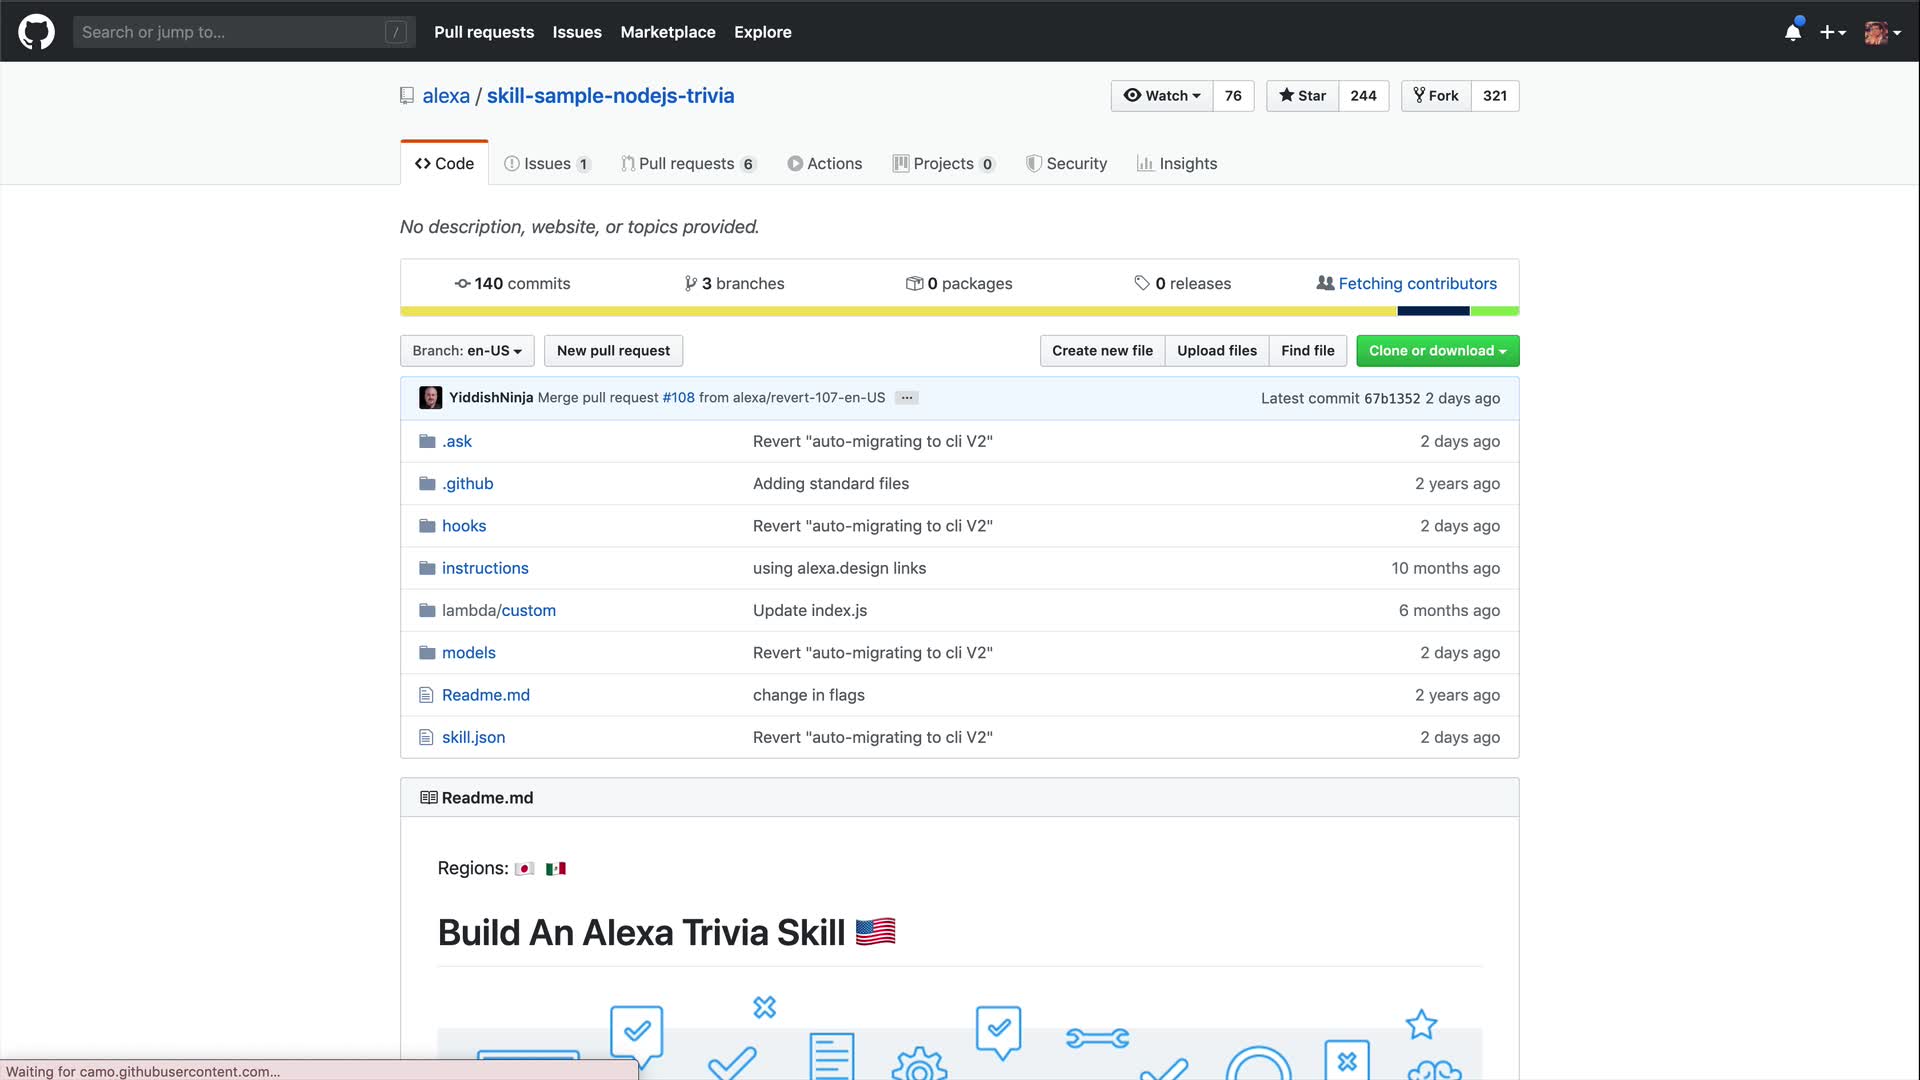 Search or jump to... /
Pull requests Issues Marketplace Explore
alexa / skill-sample-nodejs-trivia
Watch 76 Star 244 Fork 321
Code Issues 1 Pull requests 6 Actions Projects 0 Security Insights
No description, website, or topics provided.
140 commits 3 branches 0 packages 0 releases Fetching contributors
Branch: en-US New pull request Create new file Upload files Find file Clone or download
YiddishNinja Merge pull request #108 from alexa/revert-107-en-US ... Latest commit 67b1352 2 days ago
.ask Revert "auto-migrating to cli V2" 2 days ago
.github Adding standard files 2 years ago
hooks Revert "auto-migrating to cli V2" 2 days ago
instructions using alexa.design links 10 months ago
lambda/custom Update index.js 6 months ago
models Revert "auto-migrating to cli V2" 2 days ago
Readme.md change in flags 2 years ago
skill.json Revert "auto-migrating to cli V2" 2 days ago
Readme.md
Regions:
Build An Alexa Trivia Skill
Waiting for camo.githubusercontent.com...